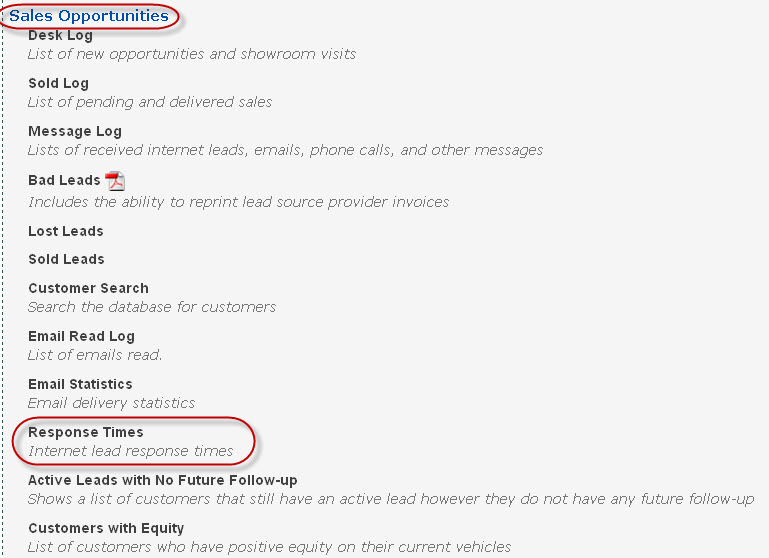 Sales Opportunities
Desk Log
List of new opportunities and showroom visits
Sold Log
List of pending and delivered sales
Message Log
Lists of received internet leads, emails, phone calls, and other messages
Bad Leads
Includes the ability to reprint lead source provider invoices
Lost Leads
Sold Leads
Customer Search
Search the database for customers
Email Read Log
List of emails read.
Email Statistics
Email delivery statistics
Response Times
Internet lead response times
Active Leads with No Future Follow-up
Shows a list of customers that still have an active lead however they do not have any future follow-up
Customers with Equity
List of customers who have positive equity on their current vehicles